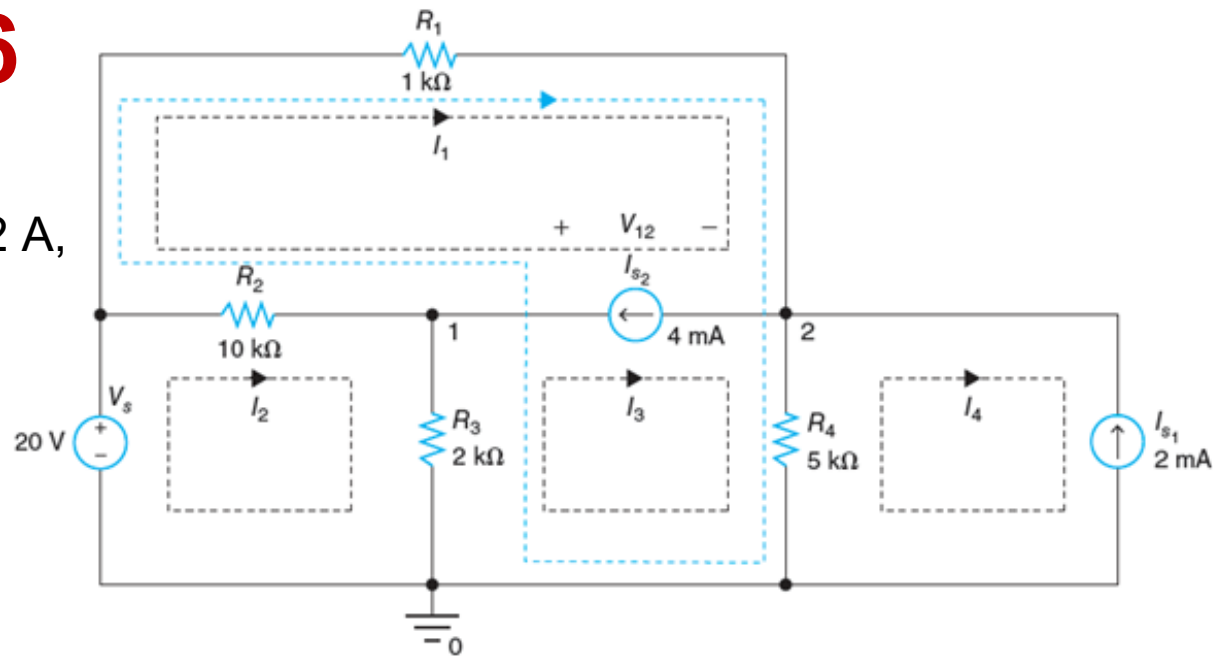 6
R₁
1 kΩ
I₁
2 A,
+ V₁₂ −
R₂
Iₛ₂
1
4 mA
2
10 kΩ
Vₛ
I₂
I₃
I₄
20 V
+
−
R₃
2 kΩ
R₄
5 kΩ
Iₛ₁
2 mA
0